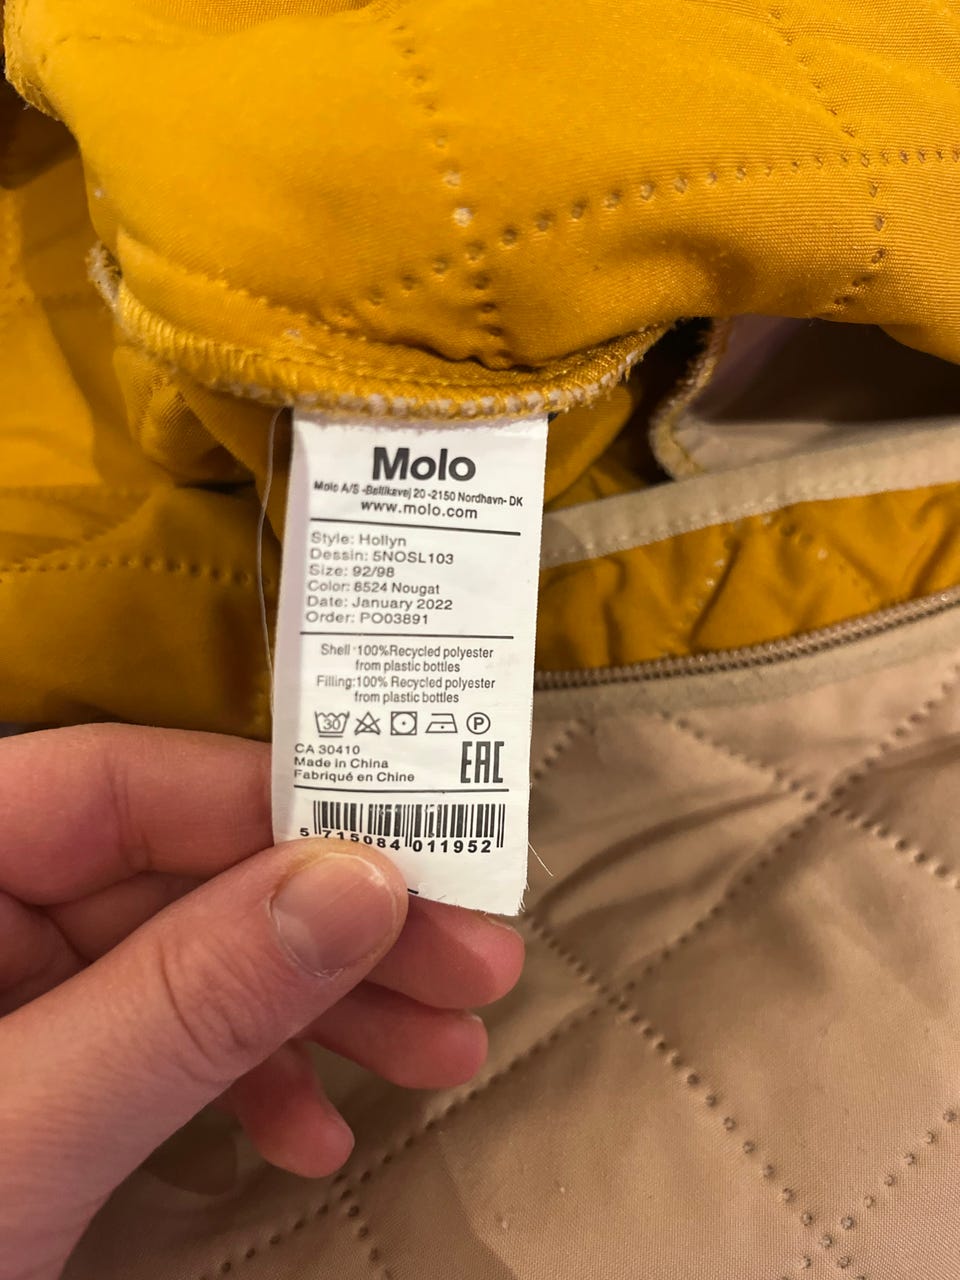 Molo
Molo A/S -Baltikavej 20 -2150 Nordhavn- DK
www.molo.com
Style: Hollyn
Dessin: 5NOSL103
Size: 92/98
Color: 8524 Nougat
Date: January 2022
Order: PO03891
Shell :100%Recycled polyester
from plastic bottles
Filling:100% Recycled polyester
from plastic bottles
30 P
CA 30410
Made in China
Fabriqué en Chine
EAC
5 715084 011952